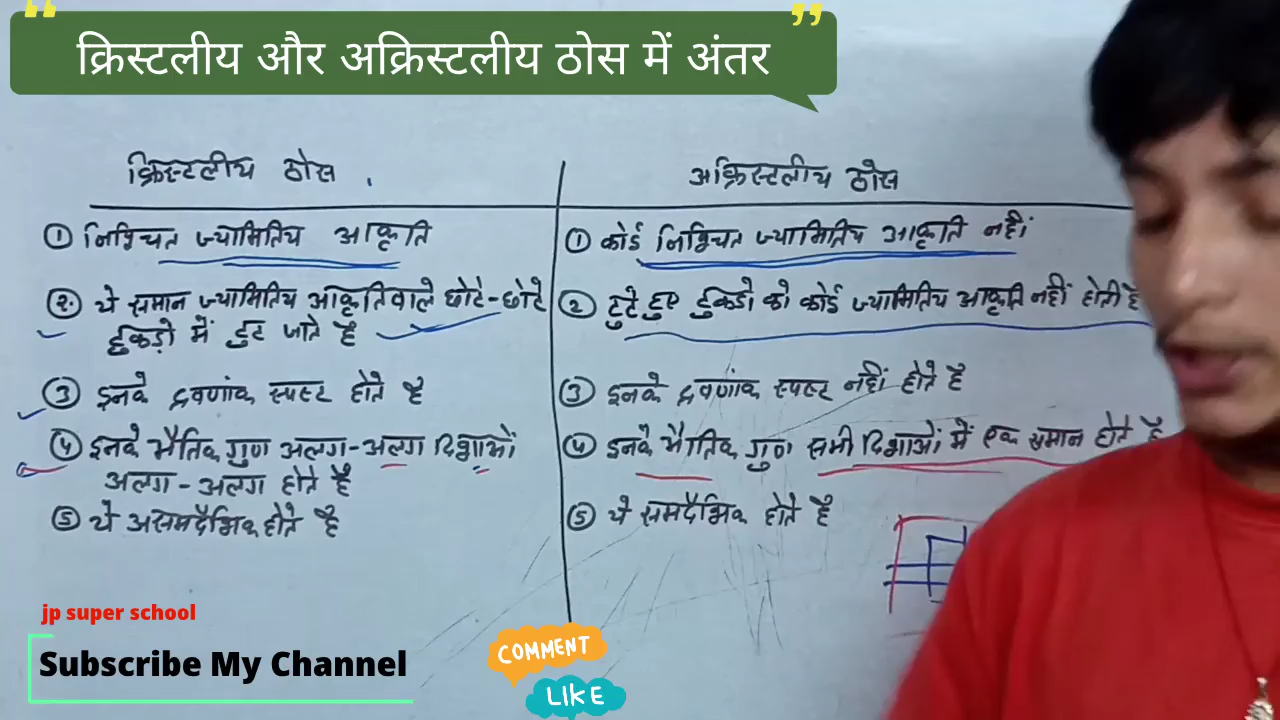 “ क्रिस्टलीय और अक्रिस्टलीय ठोस में अंतर ”
क्रिस्टलीय ठोस
① निश्चित ज्यामितिय आकृति
②. ये समान ज्यामितिय आकृतिवाले छोटे-छोटे
टुकड़ो में टुट जाते है
③ इनके द्रवणांक स्पष्ट होते है
④ इनके भौतिक गुण अलग-अलग दिशाओं
अलग-अलग होते है
⑤ ये असमदैशिक होते है
अक्रिस्टलीय ठोस
① कोई निश्चित ज्यामितिय आकृति नहीं
② टुटे हुए टुकडो को कोई ज्यामितिय आकृति नहीं होती है
③ इनके द्रवणांक स्पष्ट नहीं होते है
④ इनके भौतिक गुण सभी दिशाओं में एक समान होते है
⑤ ये समदैशिक होते है
jp super school
Subscribe My Channel
COMMENT
LIKE